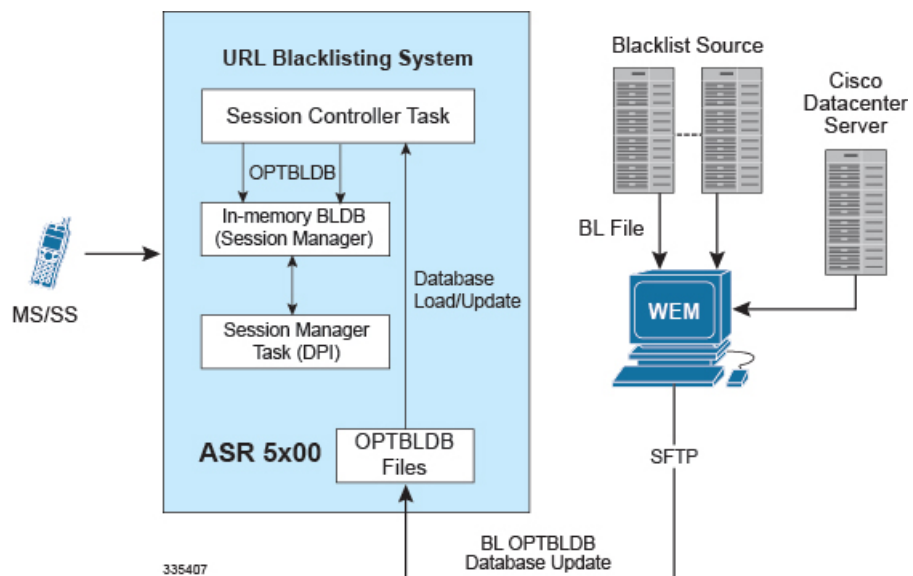 URL Blacklisting System
Session Controller Task
OPTBLDB
In-memory BLDB
(Session Manager)
Database
Load/Update
Session Manager
Task (DPI)
ASR 5x00
OPTBLDB
Files
MS/SS
Blacklist Source
Cisco
Datacenter
Server
BL File
WEM
SFTP
BL OPTBLDB
Database Update
335407